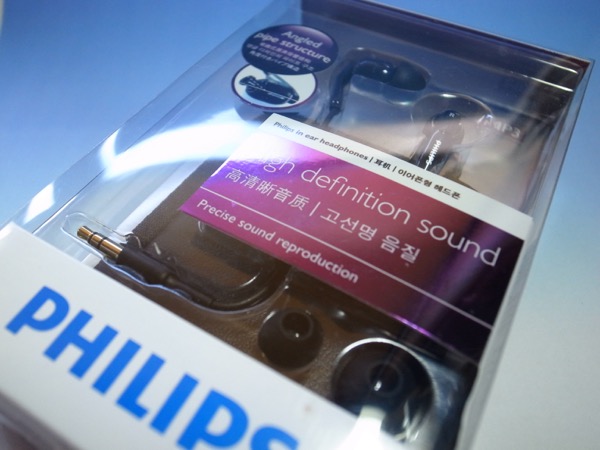 Angled
pipe structure
Philips in ear headphones | 耳机 | 이어폰형 헤드폰
High definition sound
高清晰音质 | 고선명 음질
Precise sound reproduction
PHILIPS
PHILIPS